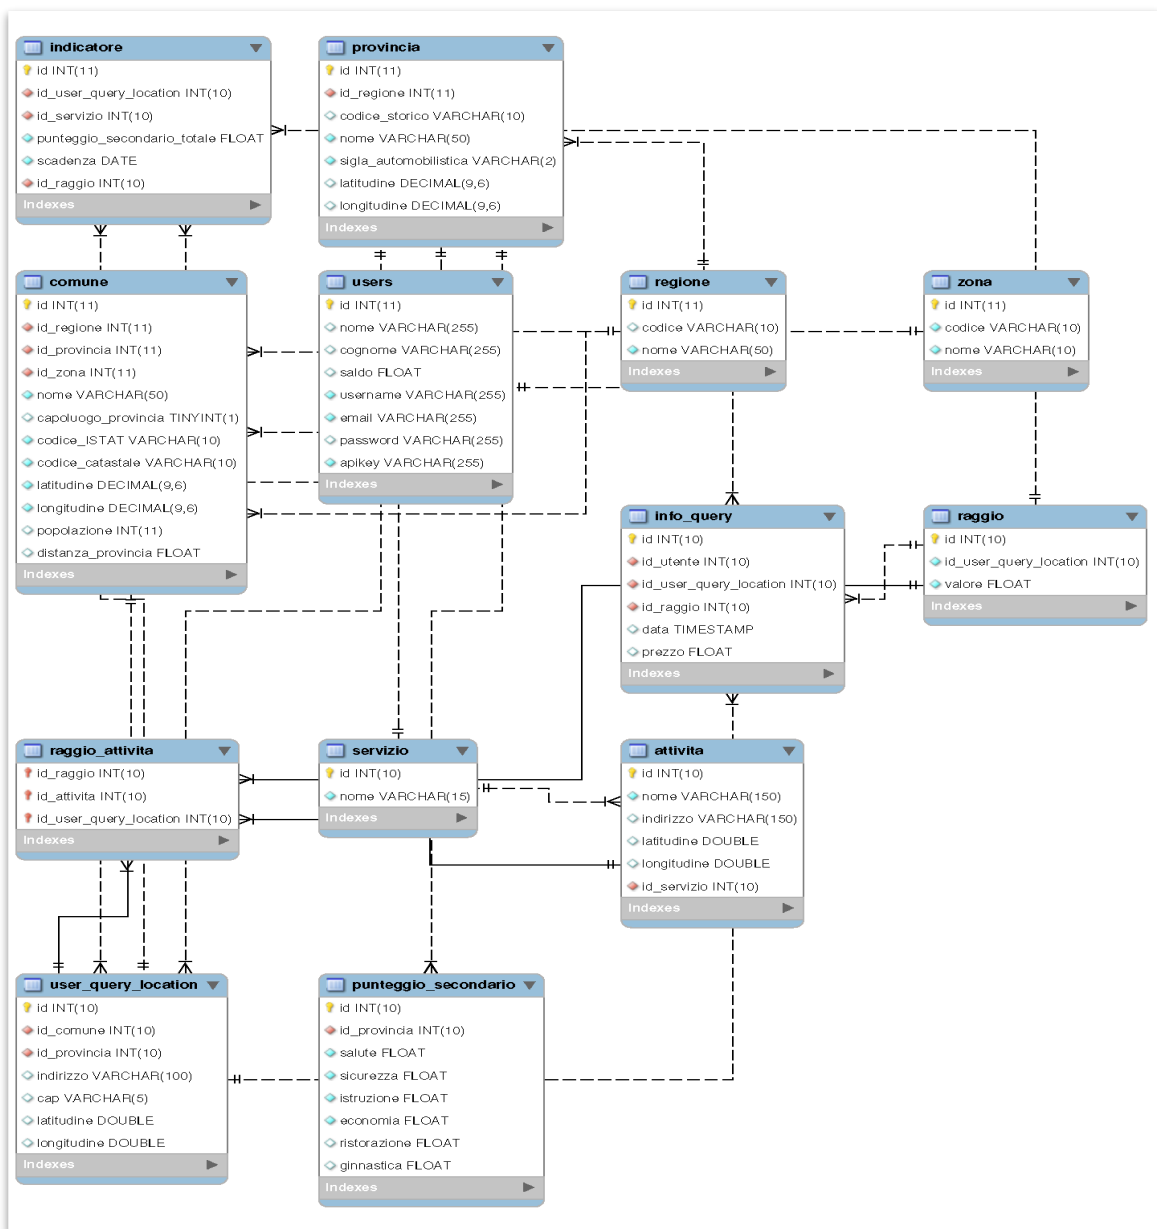 indicatore
id INT(11)
id_user_query_location INT(10)
id_servizio INT(10)
punteggio_secondario_totale FLOAT
scadenza DATE
id_raggio INT(10)
Indexes
provincia
id INT(11)
id_regione INT(11)
codice_storico VARCHAR(10)
nome VARCHAR(50)
sigla_automobilistica VARCHAR(2)
latitudine DECIMAL(9,6)
longitudine DECIMAL(9,6)
Indexes
comune
id INT(11)
id_regione INT(11)
id_provincia INT(11)
id_zona INT(11)
nome VARCHAR(50)
capoluogo_provincia TINYINT(1)
codice_ISTAT VARCHAR(10)
codice_catastale VARCHAR(10)
latitudine DECIMAL(9,6)
longitudine DECIMAL(9,6)
popolazione INT(11)
distanza_provincia FLOAT
Indexes
users
id INT(11)
nome VARCHAR(255)
cognome VARCHAR(255)
saldo FLOAT
username VARCHAR(255)
email VARCHAR(255)
password VARCHAR(255)
apikey VARCHAR(255)
Indexes
regione
id INT(11)
codice VARCHAR(10)
nome VARCHAR(50)
Indexes
zona
id INT(11)
codice VARCHAR(10)
nome VARCHAR(10)
Indexes
info_query
id INT(10)
id_utente INT(10)
id_user_query_location INT(10)
id_raggio INT(10)
data TIMESTAMP
prezzo FLOAT
Indexes
raggio
id INT(10)
id_user_query_location INT(10)
valore FLOAT
Indexes
raggio_attivita
id_raggio INT(10)
id_attivita INT(10)
id_user_query_location INT(10)
Indexes
servizio
id INT(10)
nome VARCHAR(15)
Indexes
attivita
id INT(10)
nome VARCHAR(150)
indirizzo VARCHAR(150)
latitudine DOUBLE
longitudine DOUBLE
id_servizio INT(10)
Indexes
user_query_location
id INT(10)
id_comune INT(10)
id_provincia INT(10)
indirizzo VARCHAR(100)
cap VARCHAR(5)
latitudine DOUBLE
longitudine DOUBLE
Indexes
punteggio_secondario
id INT(10)
id_provincia INT(10)
salute FLOAT
sicurezza FLOAT
istruzione FLOAT
economia FLOAT
ristorazione FLOAT
ginnastica FLOAT
Indexes